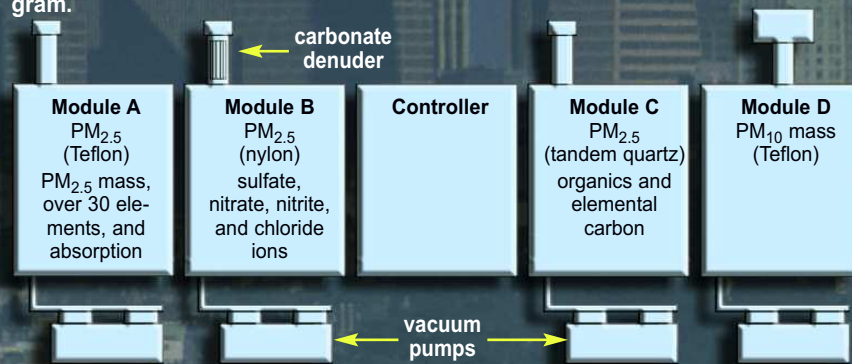 gram.
carbonate
denuder
Module A
PM2.5
(Teflon)
PM2.5 mass,
over 30 ele-
ments, and
absorption
Module B
PM2.5
(nylon)
sulfate,
nitrate, nitrite,
and chloride
ions
Controller
Module C
PM2.5
(tandem quartz)
organics and
elemental
carbon
Module D
PM10 mass
(Teflon)
vacuum
pumps